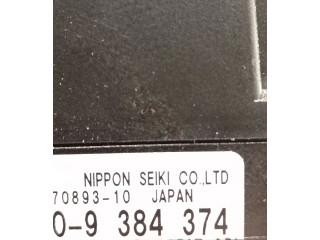 NIPPON SEIKI CO.,LTD
70893-10 JAPAN
0-9 384 374